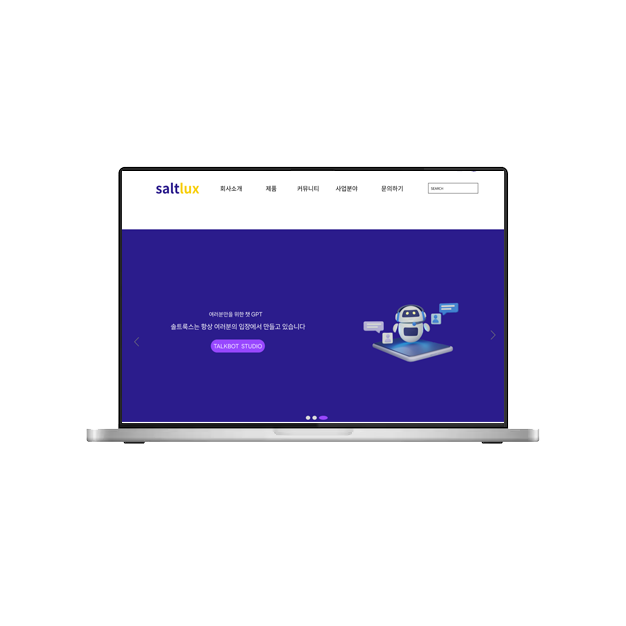 saltlux 회사소개 제품 커뮤니티 사업분야 문의하기 SEARCH
여러분만을 위한 챗 GPT
솔트룩스는 항상 여러분의 입장에서 만들고 있습니다
TALKBOT STUDIO